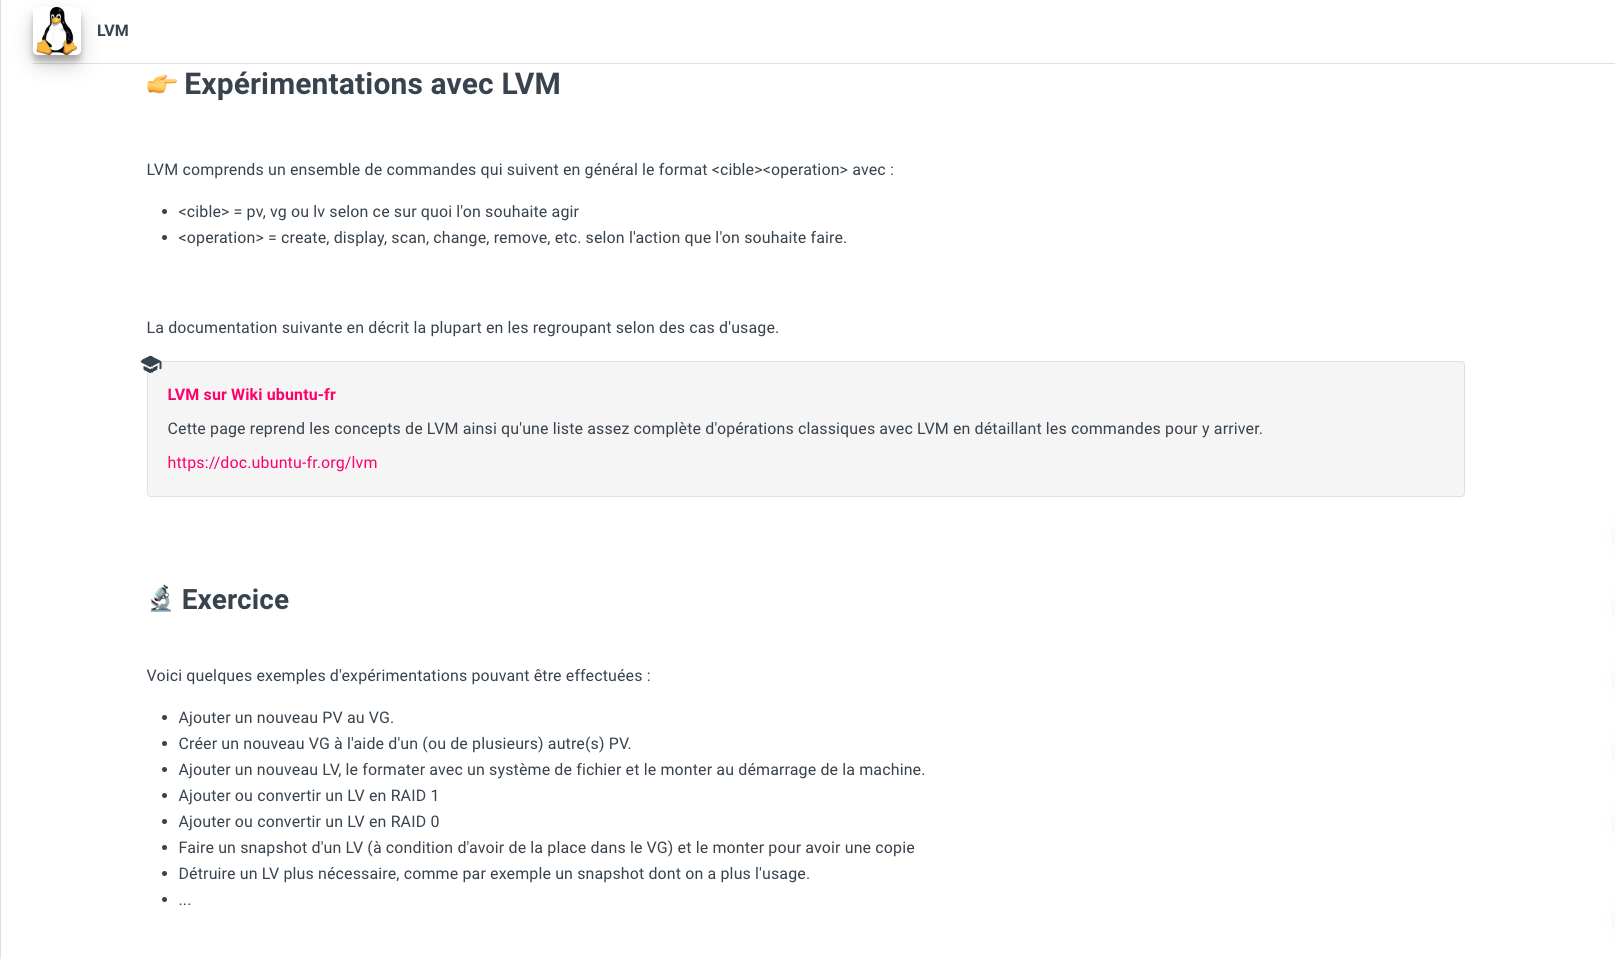 LVM
👉 Expérimentations avec LVM
LVM comprends un ensemble de commandes qui suivent en général le format <cible><operation> avec :
• <cible> = pv, vg ou lv selon ce sur quoi l'on souhaite agir
• <operation> = create, display, scan, change, remove, etc. selon l'action que l'on souhaite faire.
La documentation suivante en décrit la plupart en les regroupant selon des cas d'usage.
LVM sur Wiki ubuntu-fr
Cette page reprend les concepts de LVM ainsi qu'une liste assez complète d'opérations classiques avec LVM en détaillant les commandes pour y arriver.
https://doc.ubuntu-fr.org/lvm
🔬 Exercice
Voici quelques exemples d'expérimentations pouvant être effectuées :
• Ajouter un nouveau PV au VG.
• Créer un nouveau VG à l'aide d'un (ou de plusieurs) autre(s) PV.
• Ajouter un nouveau LV, le formater avec un système de fichier et le monter au démarrage de la machine.
• Ajouter ou convertir un LV en RAID 1
• Ajouter ou convertir un LV en RAID 0
• Faire un snapshot d'un LV (à condition d'avoir de la place dans le VG) et le monter pour avoir une copie
• Détruire un LV plus nécessaire, comme par exemple un snapshot dont on a plus l'usage.
• ...